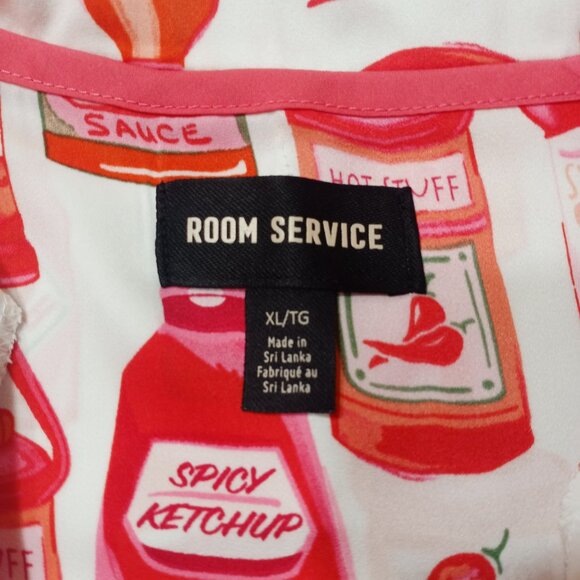 SAUCE
HOT STUFF
ROOM SERVICE
XL/TG
Made in
Sri Lanka
Fabriqué au
Sri Lanka
SPICY
KETCHUP